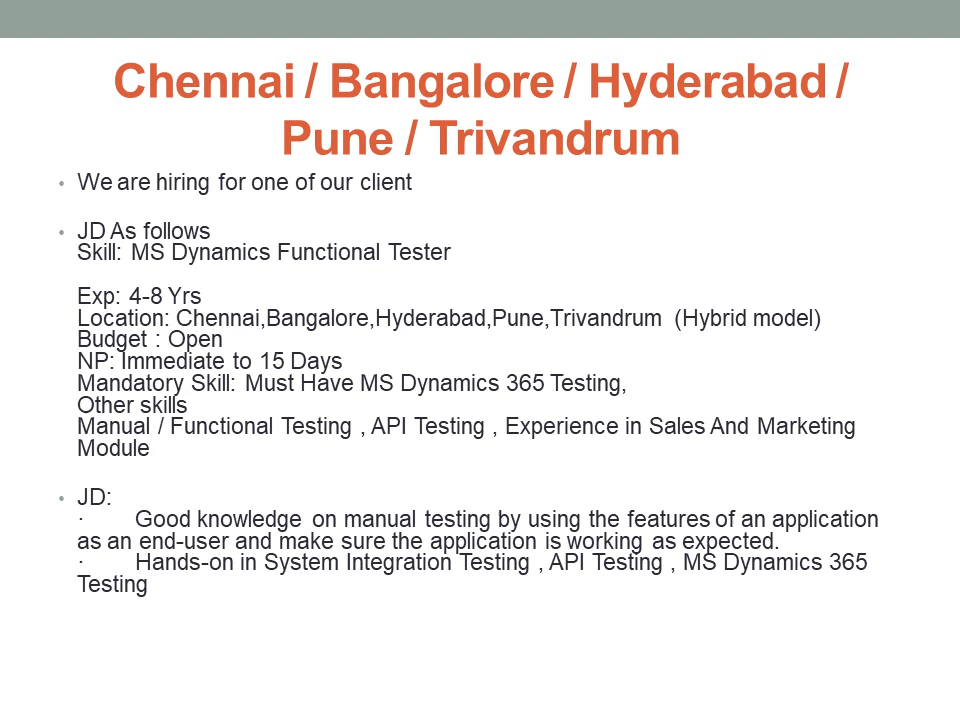 Chennai / Bangalore / Hyderabad /
Pune / Trivandrum
• We are hiring for one of our client
• JD As follows
Skill: MS Dynamics Functional Tester
Exp: 4-8 Yrs
Location: Chennai,Bangalore,Hyderabad,Pune,Trivandrum (Hybrid model)
Budget : Open
NP: Immediate to 15 Days
Mandatory Skill: Must Have MS Dynamics 365 Testing,
Other skills
Manual / Functional Testing , API Testing , Experience in Sales And Marketing
Module
• JD:
· Good knowledge on manual testing by using the features of an application
as an end-user and make sure the application is working as expected.
· Hands-on in System Integration Testing , API Testing , MS Dynamics 365
Testing